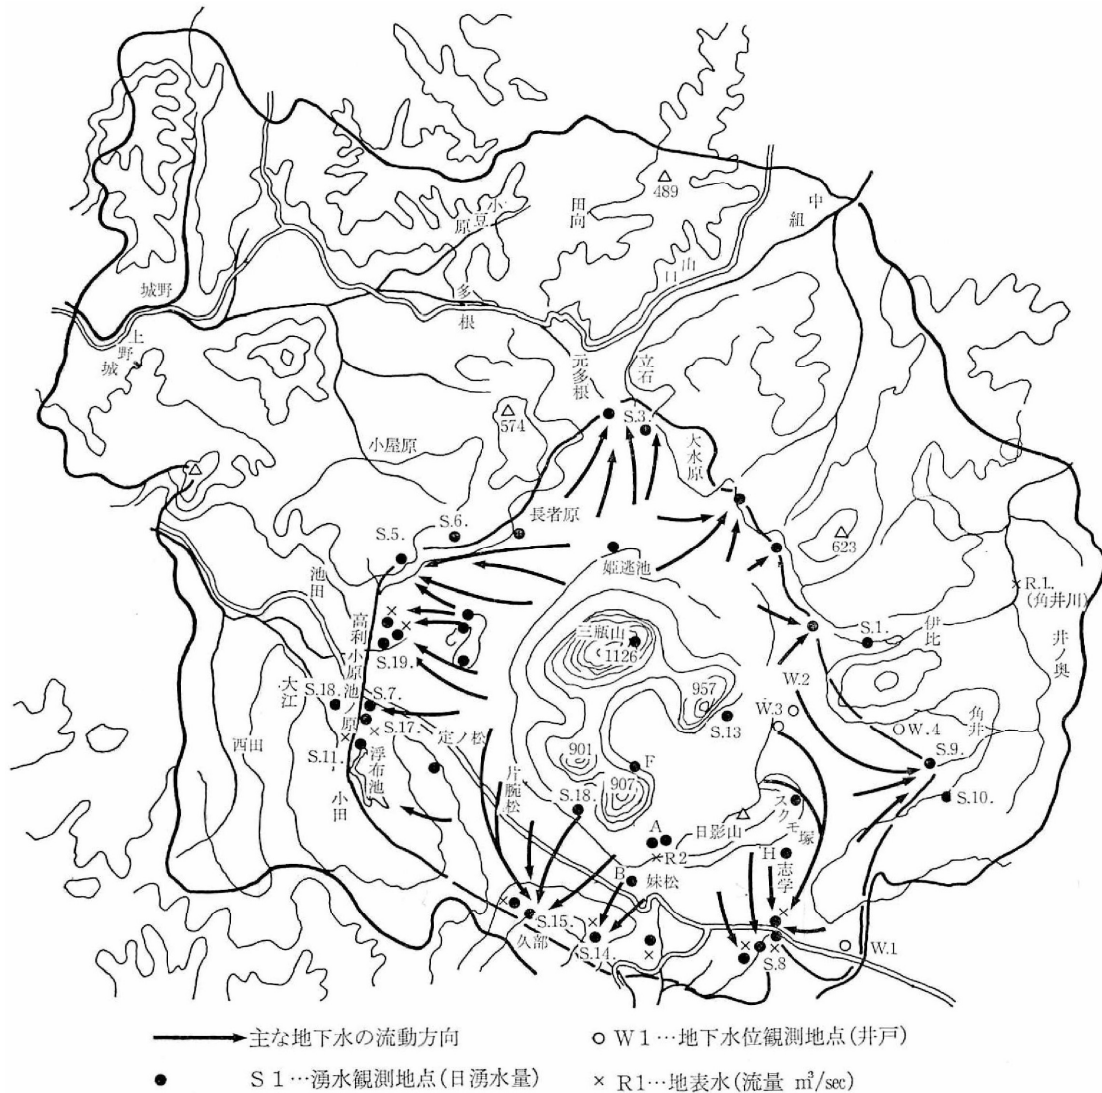 489
中組
田向
小豆原
山口
城野
多根
上野城
元多根
立石
574
S.3.
大水原
小屋原
長者原
S.6.
S.5.
623
姫逃池
R.1.
(角井川)
池田
三瓶山
1126
伊比
S.1.
井ノ奥
高利
小原
S.19.
957
W.2
W.3
角井
W.4
大江
S.18.
S.7.
池ノ原
S.17.
S.13
西田
定ノ松
S.11.
浮布池
901
F
S.9.
907
片腕松
S.18.
S.10.
小田
スクモ塚
日影山
A
R2
H
志学
B
妹松
S.15.
久部
S.14.
S.8
W.1
主な地下水の流動方向
W1…地下水位観測地点(井戸)
S1…湧水観測地点(日湧水量)
R1…地表水(流量 m³/sec)